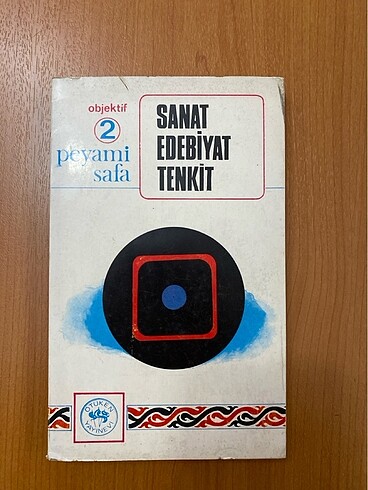 objektif
2
peyami
safa
SANAT
EDEBİYAT
TENKİT
ÖTÜKEN
YAYINEVİ